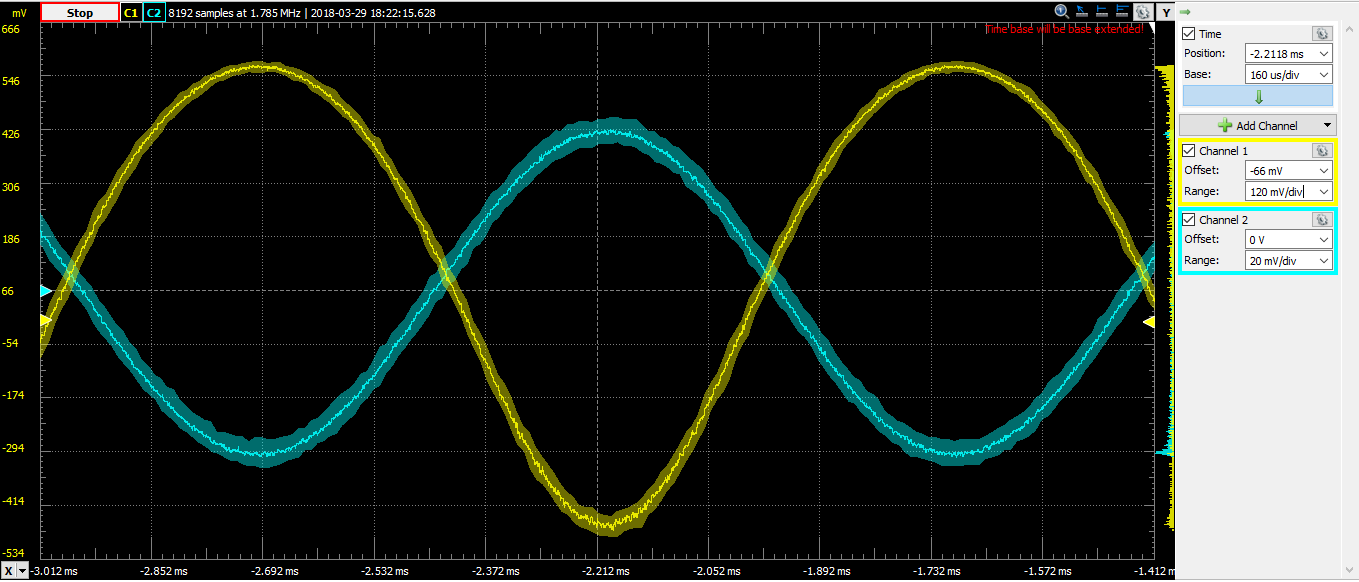 mV Stop C1 C2 8192 samples at 1.785 MHz | 2018-03-29 18:22:15.628 Y
Time base will be base extended!
666
546
426
306
186
66
-54
-174
-294
-414
-534
X -3.012 ms -2.852 ms -2.692 ms -2.532 ms -2.372 ms -2.212 ms -2.052 ms -1.892 ms -1.732 ms -1.572 ms -1.412 m
Time
Position: -2.2118 ms
Base: 160 us/div
Add Channel
Channel 1
Offset: -66 mV
Range: 120 mV/div
Channel 2
Offset: 0 V
Range: 20 mV/div